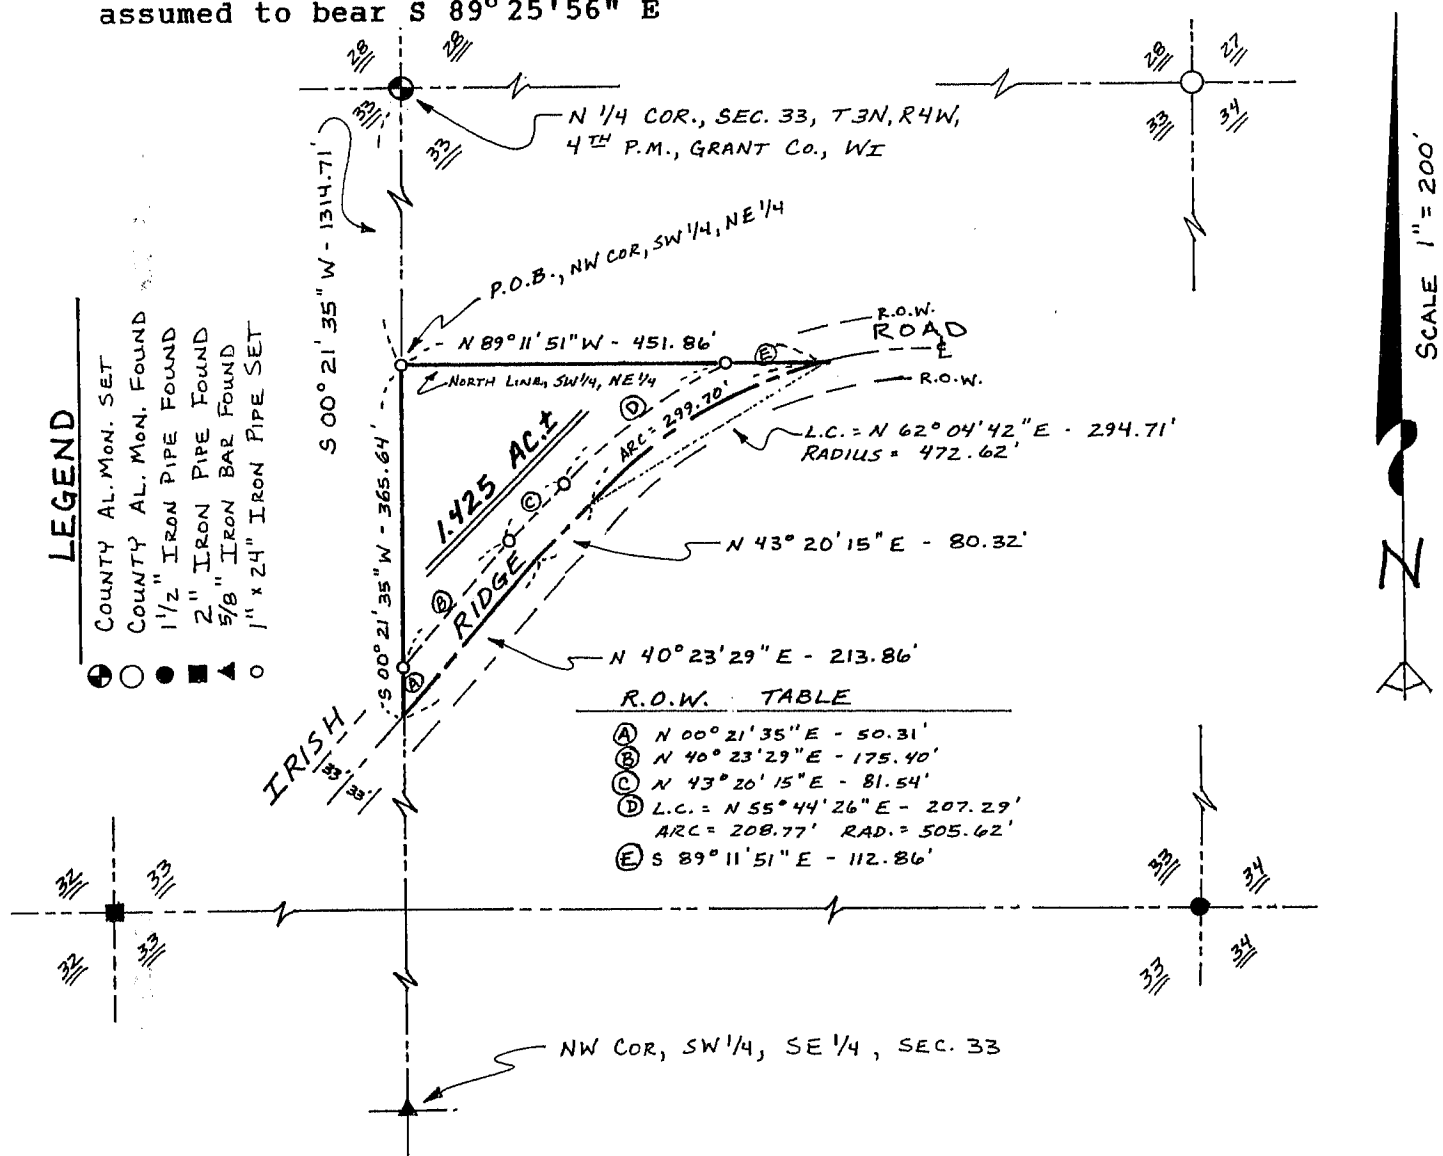 assumed to bear S 89°25'56" E
28
28
33
33
N 1/4 COR., SEC. 33, T3N, R4W,
4TH P.M., GRANT CO., WI
28
27
33
34
SCALE 1" = 200'
N
S 00° 21' 35" W - 1314.71'
P.O.B., NW COR, SW 1/4, NE 1/4
N 89° 11' 51" W - 451.86'
NORTH LINE, SW 1/4, NE 1/4
E
R.O.W.
ROAD
℄
R.O.W.
D
ARC = 299.70'
L.C. = N 62° 04' 42" E - 294.71'
RADIUS = 472.62'
1.425 AC.±
C
N 43° 20' 15" E - 80.32'
B
RIDGE
S 00° 21' 35" W - 365.64'
N 40° 23' 29" E - 213.86'
A
IRISH
33'
33'
LEGEND
COUNTY AL. MON. SET
COUNTY AL. MON. FOUND
1 1/2" IRON PIPE FOUND
2" IRON PIPE FOUND
5/8" IRON BAR FOUND
1" x 24" IRON PIPE SET
R.O.W. TABLE
A N 00° 21' 35" E - 50.31'
B N 40° 23' 29" E - 175.40'
C N 43° 20' 15" E - 81.54'
D L.C. = N 55° 44' 26" E - 207.29'
ARC = 208.77' RAD. = 505.62'
E S 89° 11' 51" E - 112.86'
32
33
32
33
33
34
33
34
NW COR, SW 1/4, SE 1/4, SEC. 33